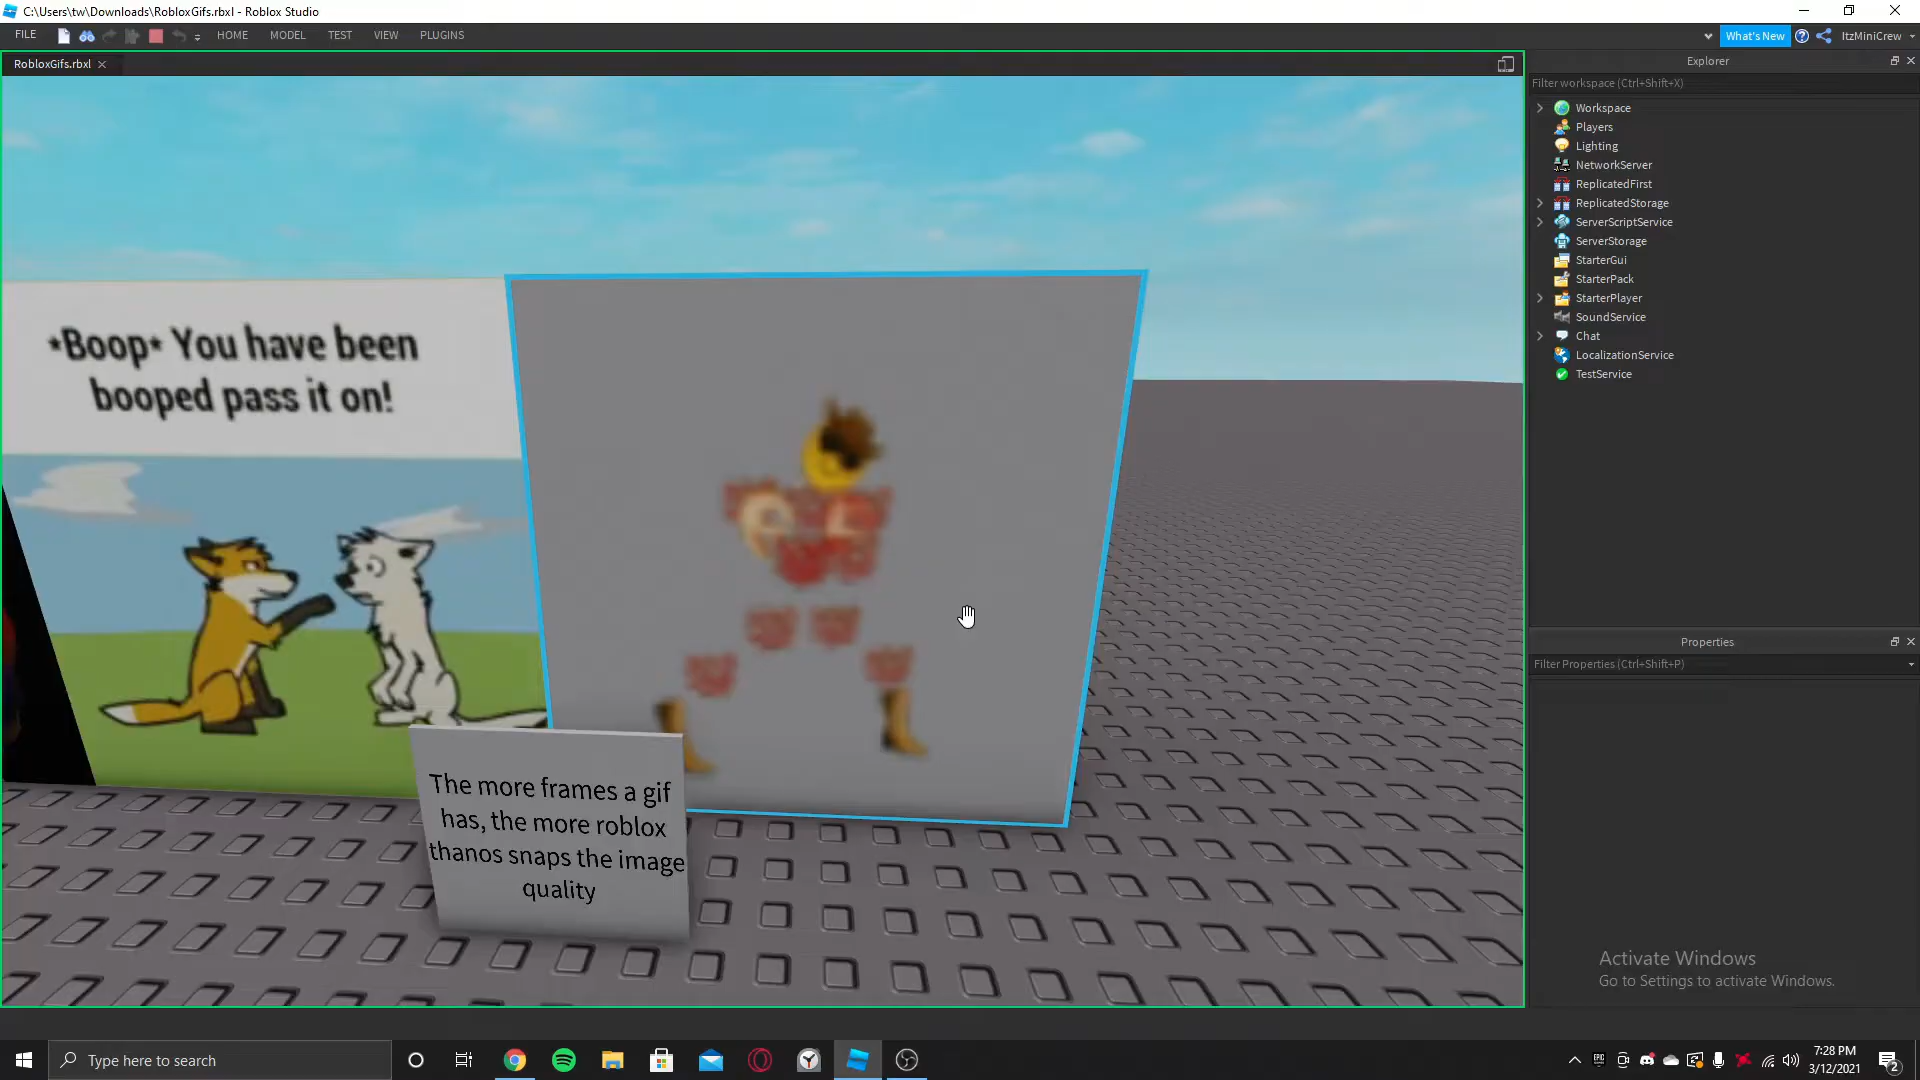 C:\Users\tw\Downloads\RobloxGifs.rbxl - Roblox Studio
FILE
HOME
MODEL
TEST
VIEW
PLUGINS
What's New
ItzMiniCrew
RobloxGifs.rbxl
Explorer
Filter workspace (Ctrl+Shift+X)
Workspace
Players
Lighting
NetworkServer
ReplicatedFirst
ReplicatedStorage
ServerScriptService
ServerStorage
StarterGui
StarterPack
StarterPlayer
SoundService
Chat
LocalizationService
TestService
*Boop* You have been
booped pass it on!
The more frames a gif
has, the more roblox
thanos snaps the image
quality
Properties
Filter Properties (Ctrl+Shift+P)
Activate Windows
Go to Settings to activate Windows.
Type here to search
7:28 PM
3/12/2021
2